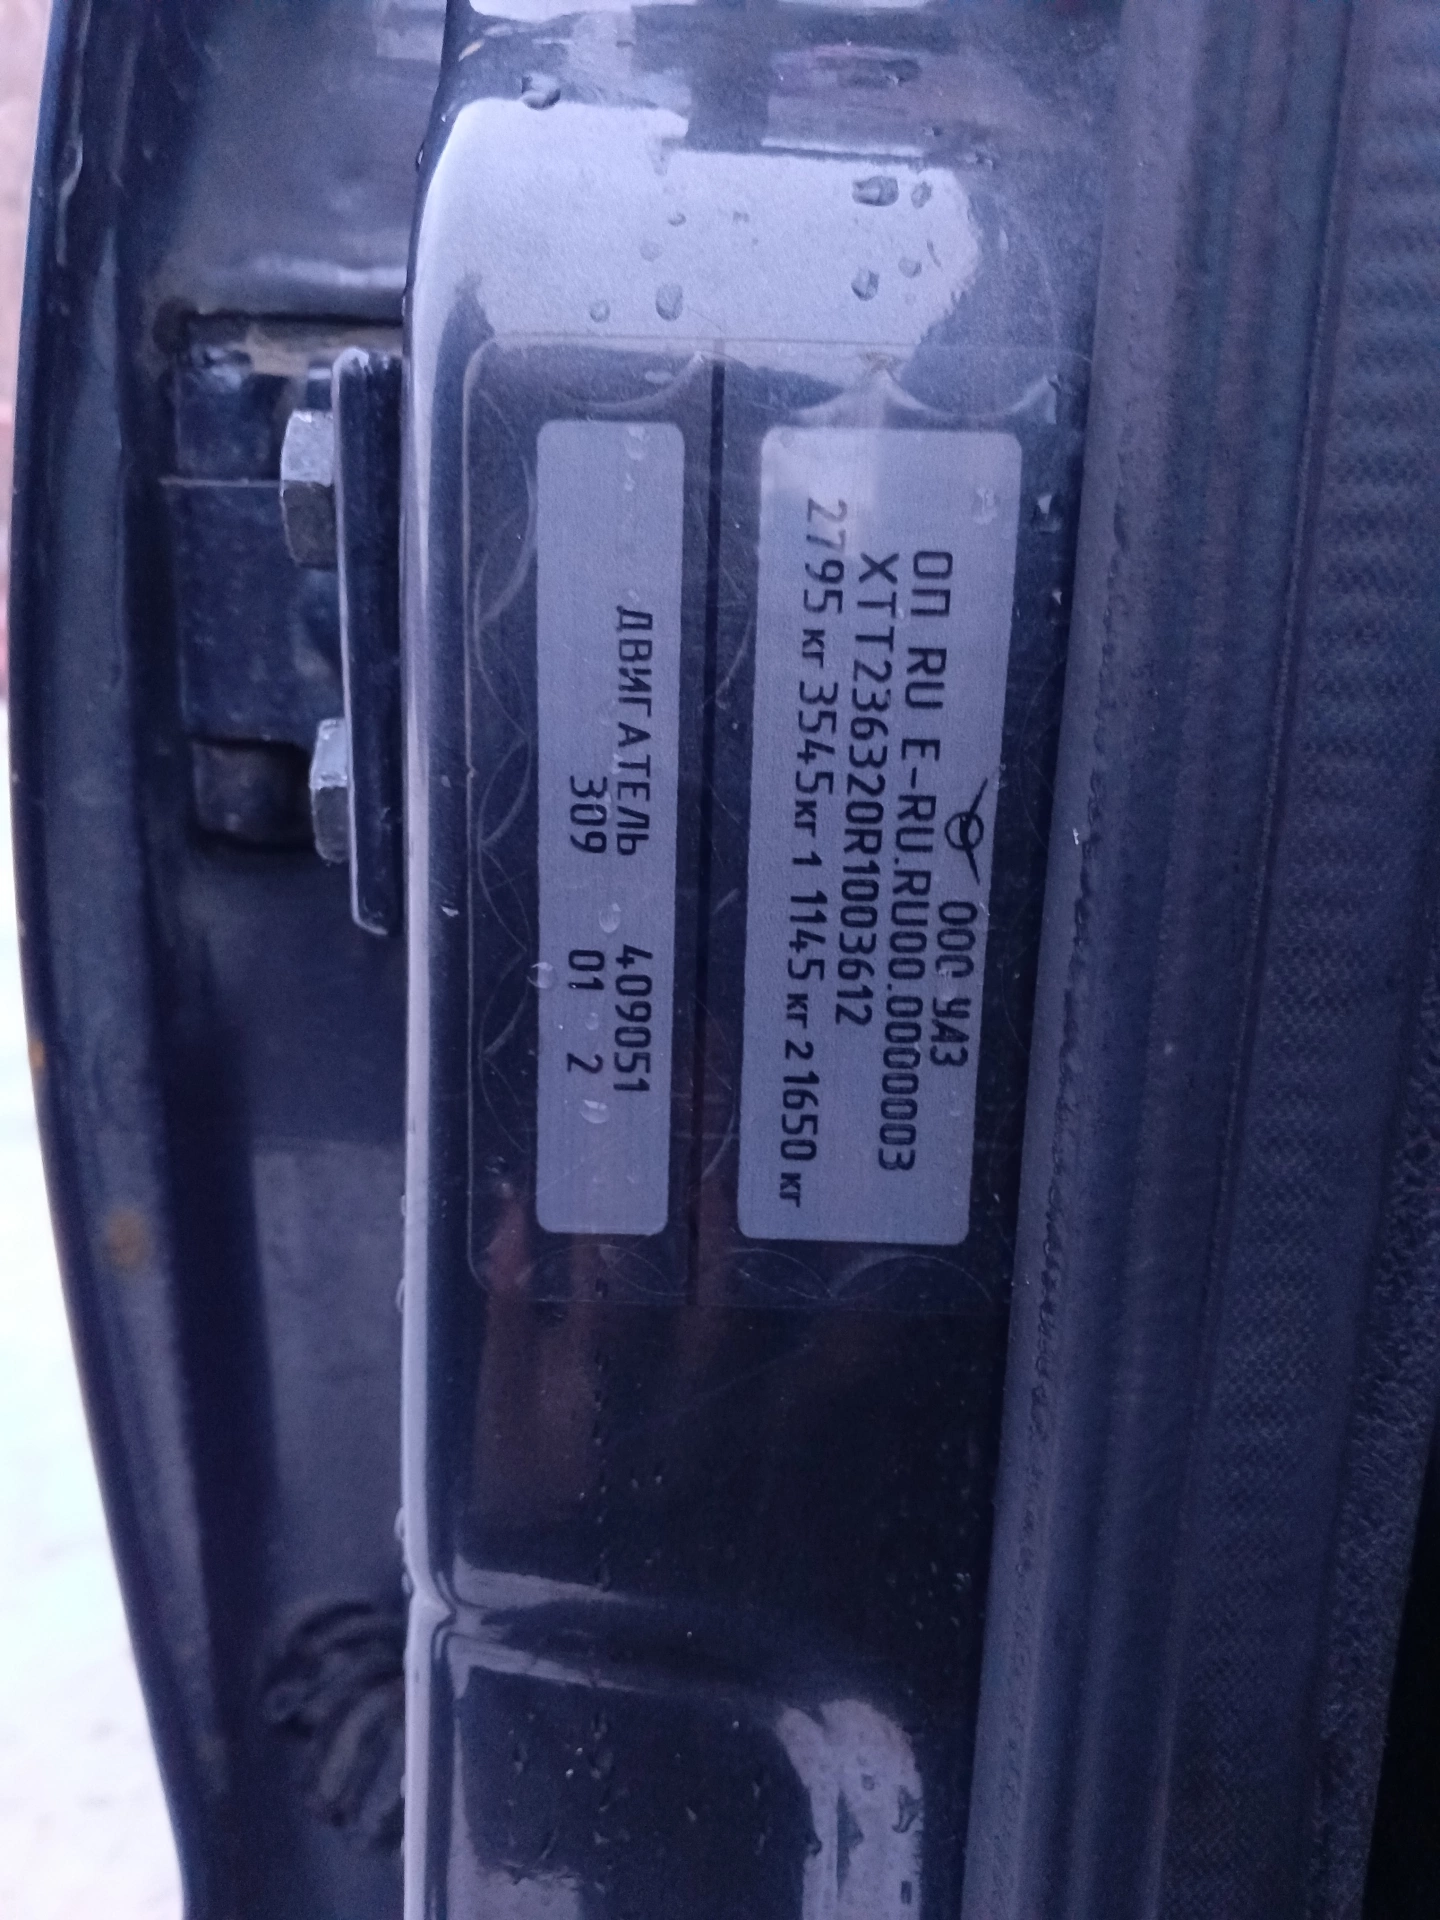 ООО УАЗ
ОП RU E-RU.RU00.0000003
XTT236320R1003612
2795 кг 3545кг 1 1145 кг 2 1650 кг
ДВИГАТЕЛЬ 409051
309 01 2